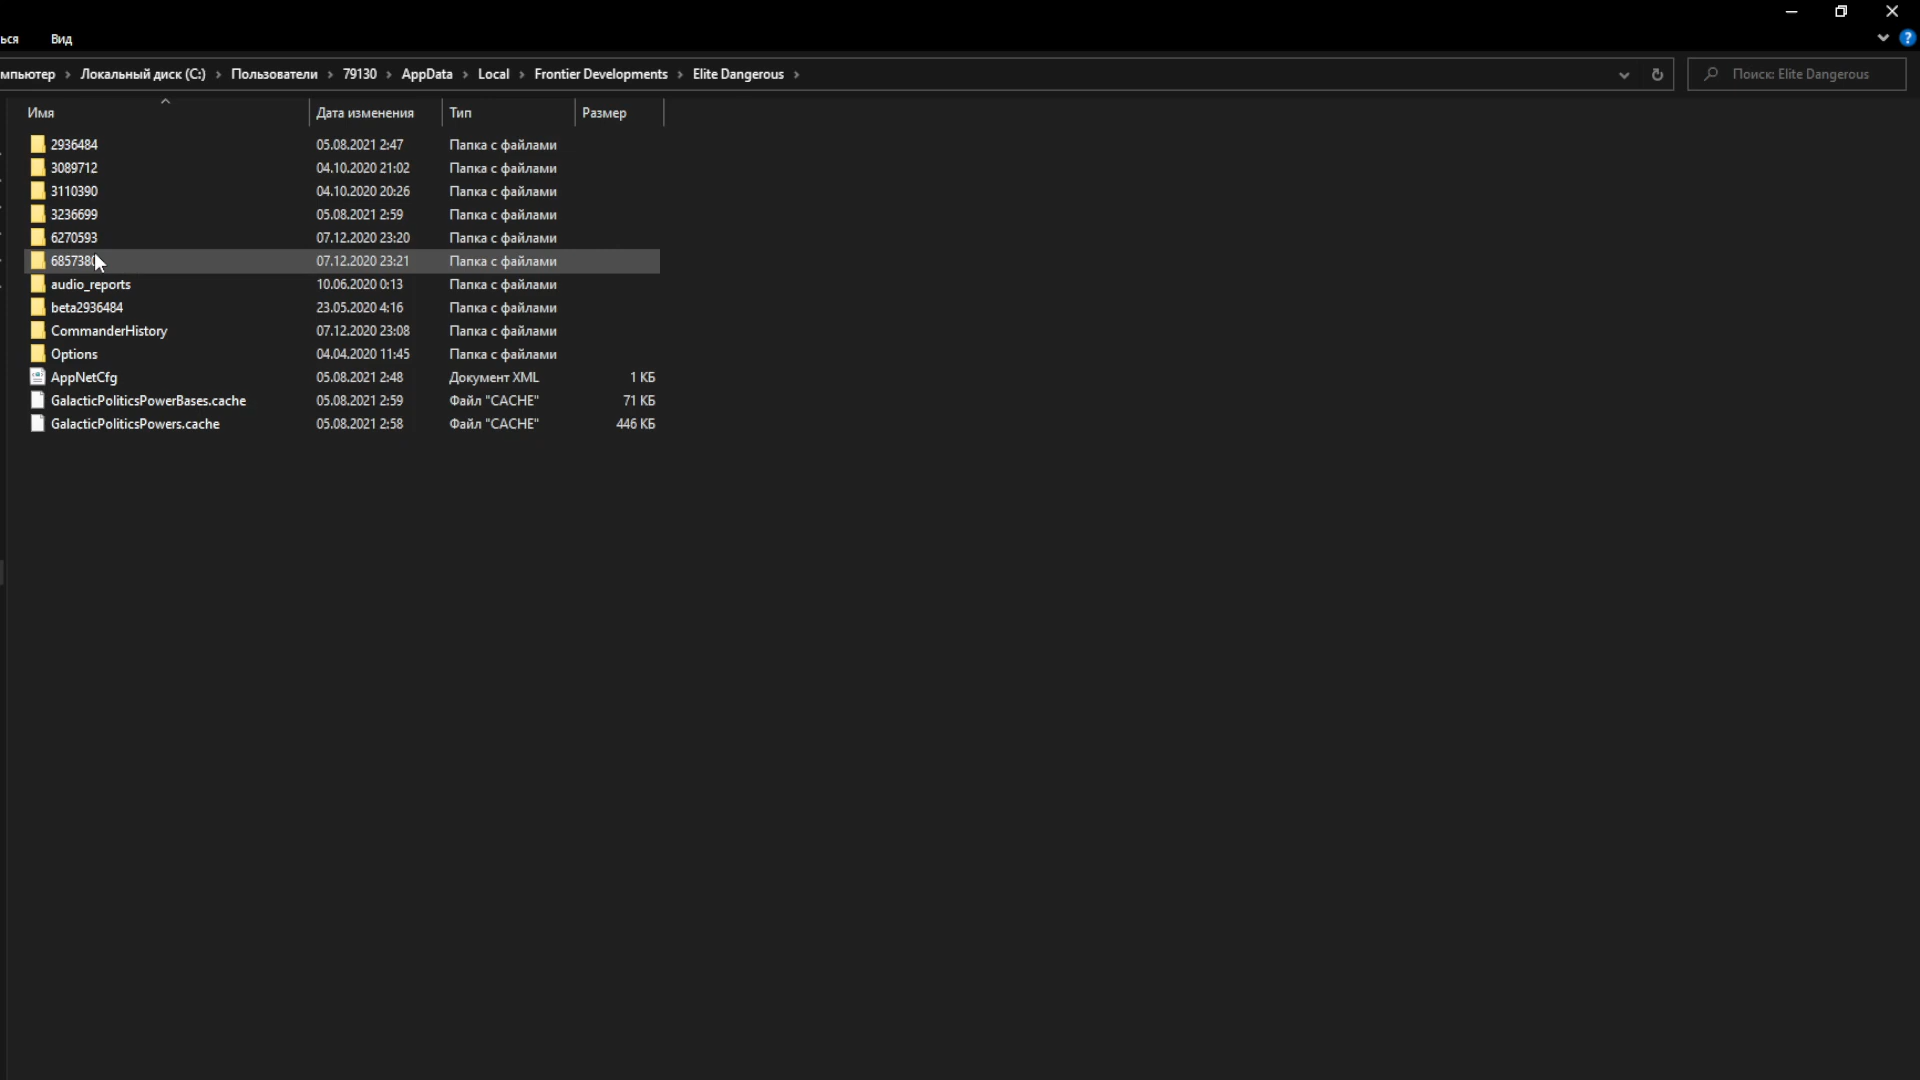 ься Вид
мпьютер › Локальный диск (C:) › Пользователи › 79130 › AppData › Local › Frontier Developments › Elite Dangerous › Поиск: Elite Dangerous
Имя Дата изменения Тип Размер
2936484 05.08.2021 2:47 Папка с файлами
3089712 04.10.2020 21:02 Папка с файлами
3110390 04.10.2020 20:26 Папка с файлами
3236699 05.08.2021 2:59 Папка с файлами
6270593 07.12.2020 23:20 Папка с файлами
07.12.2020 23:21 Папка с файлами
audio_reports 10.06.2020 0:13 Папка с файлами
beta2936484 23.05.2020 4:16 Папка с файлами
CommanderHistory 07.12.2020 23:08 Папка с файлами
Options 04.04.2020 11:45 Папка с файлами
AppNetCfg 05.08.2021 2:48 Документ XML 1 КБ
GalacticPoliticsPowerBases.cache 05.08.2021 2:59 Файл "CACHE" 71 КБ
GalacticPoliticsPowers.cache 05.08.2021 2:58 Файл "CACHE" 446 КБ